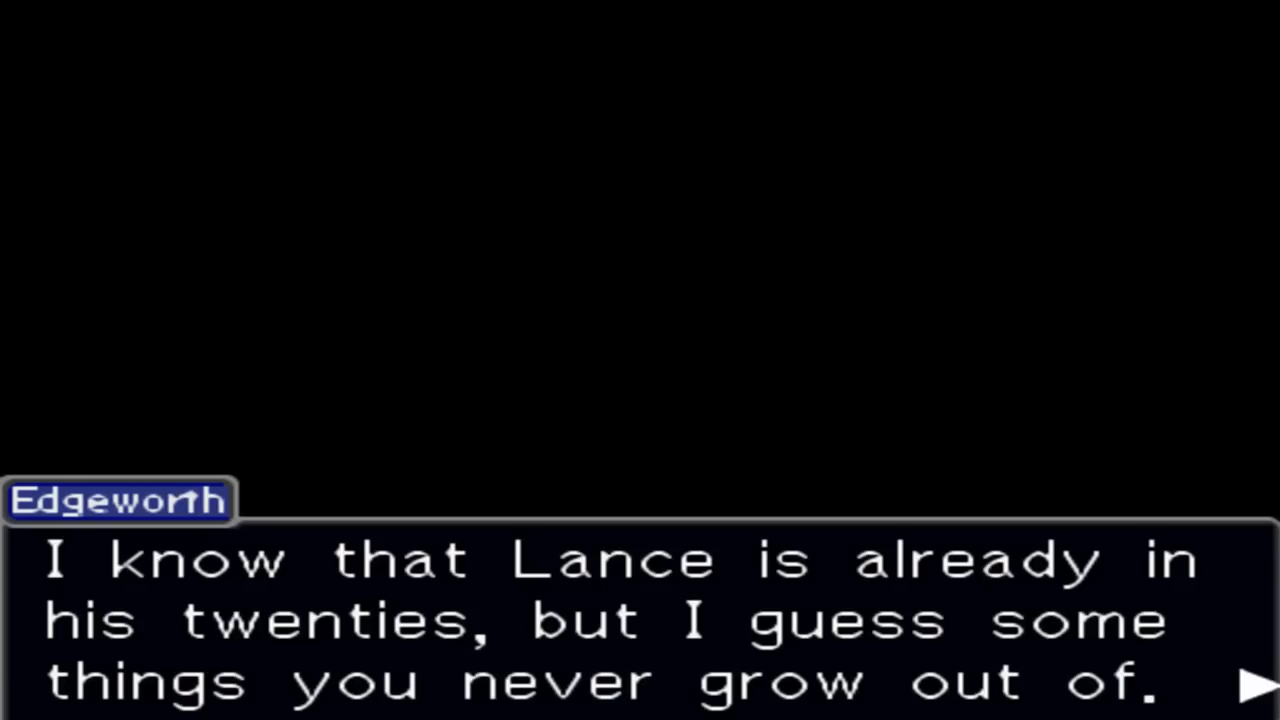 Edgeworth
I know that Lance is already in
his twenties, but I guess some
things you never grow out of.